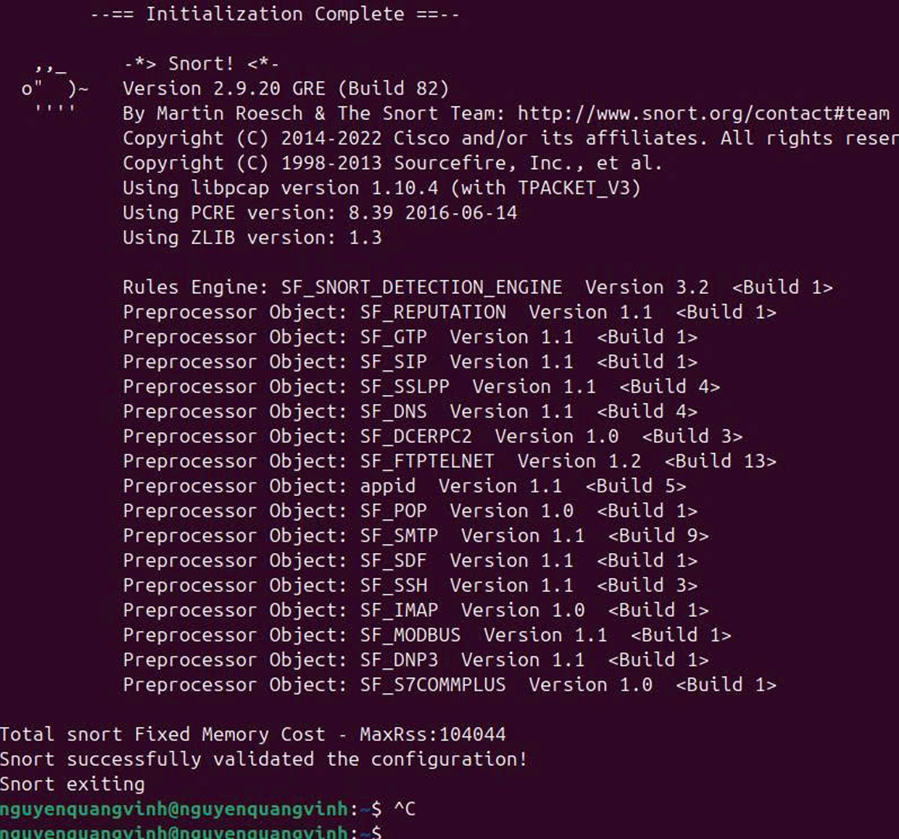 --== Initialization Complete ==--
,,_ -*> Snort! <*-
o" )~ Version 2.9.20 GRE (Build 82)
'''' By Martin Roesch & The Snort Team: http://www.snort.org/contact#team
Copyright (C) 2014-2022 Cisco and/or its affiliates. All rights reser
Copyright (C) 1998-2013 Sourcefire, Inc., et al.
Using libpcap version 1.10.4 (with TPACKET_V3)
Using PCRE version: 8.39 2016-06-14
Using ZLIB version: 1.3
Rules Engine: SF_SNORT_DETECTION_ENGINE Version 3.2 <Build 1>
Preprocessor Object: SF_REPUTATION Version 1.1 <Build 1>
Preprocessor Object: SF_GTP Version 1.1 <Build 1>
Preprocessor Object: SF_SIP Version 1.1 <Build 1>
Preprocessor Object: SF_SSLPP Version 1.1 <Build 4>
Preprocessor Object: SF_DNS Version 1.1 <Build 4>
Preprocessor Object: SF_DCERPC2 Version 1.0 <Build 3>
Preprocessor Object: SF_FTPTELNET Version 1.2 <Build 13>
Preprocessor Object: appid Version 1.1 <Build 5>
Preprocessor Object: SF_POP Version 1.0 <Build 1>
Preprocessor Object: SF_SMTP Version 1.1 <Build 9>
Preprocessor Object: SF_SDF Version 1.1 <Build 1>
Preprocessor Object: SF_SSH Version 1.1 <Build 3>
Preprocessor Object: SF_IMAP Version 1.0 <Build 1>
Preprocessor Object: SF_MODBUS Version 1.1 <Build 1>
Preprocessor Object: SF_DNP3 Version 1.1 <Build 1>
Preprocessor Object: SF_S7COMMPLUS Version 1.0 <Build 1>
Total snort Fixed Memory Cost - MaxRss:104044
Snort successfully validated the configuration!
Snort exiting
nguyenquangvinh@nguyenquangvinh:~$ ^C
nguyenquangvinh@nguyenquangvinh:~$